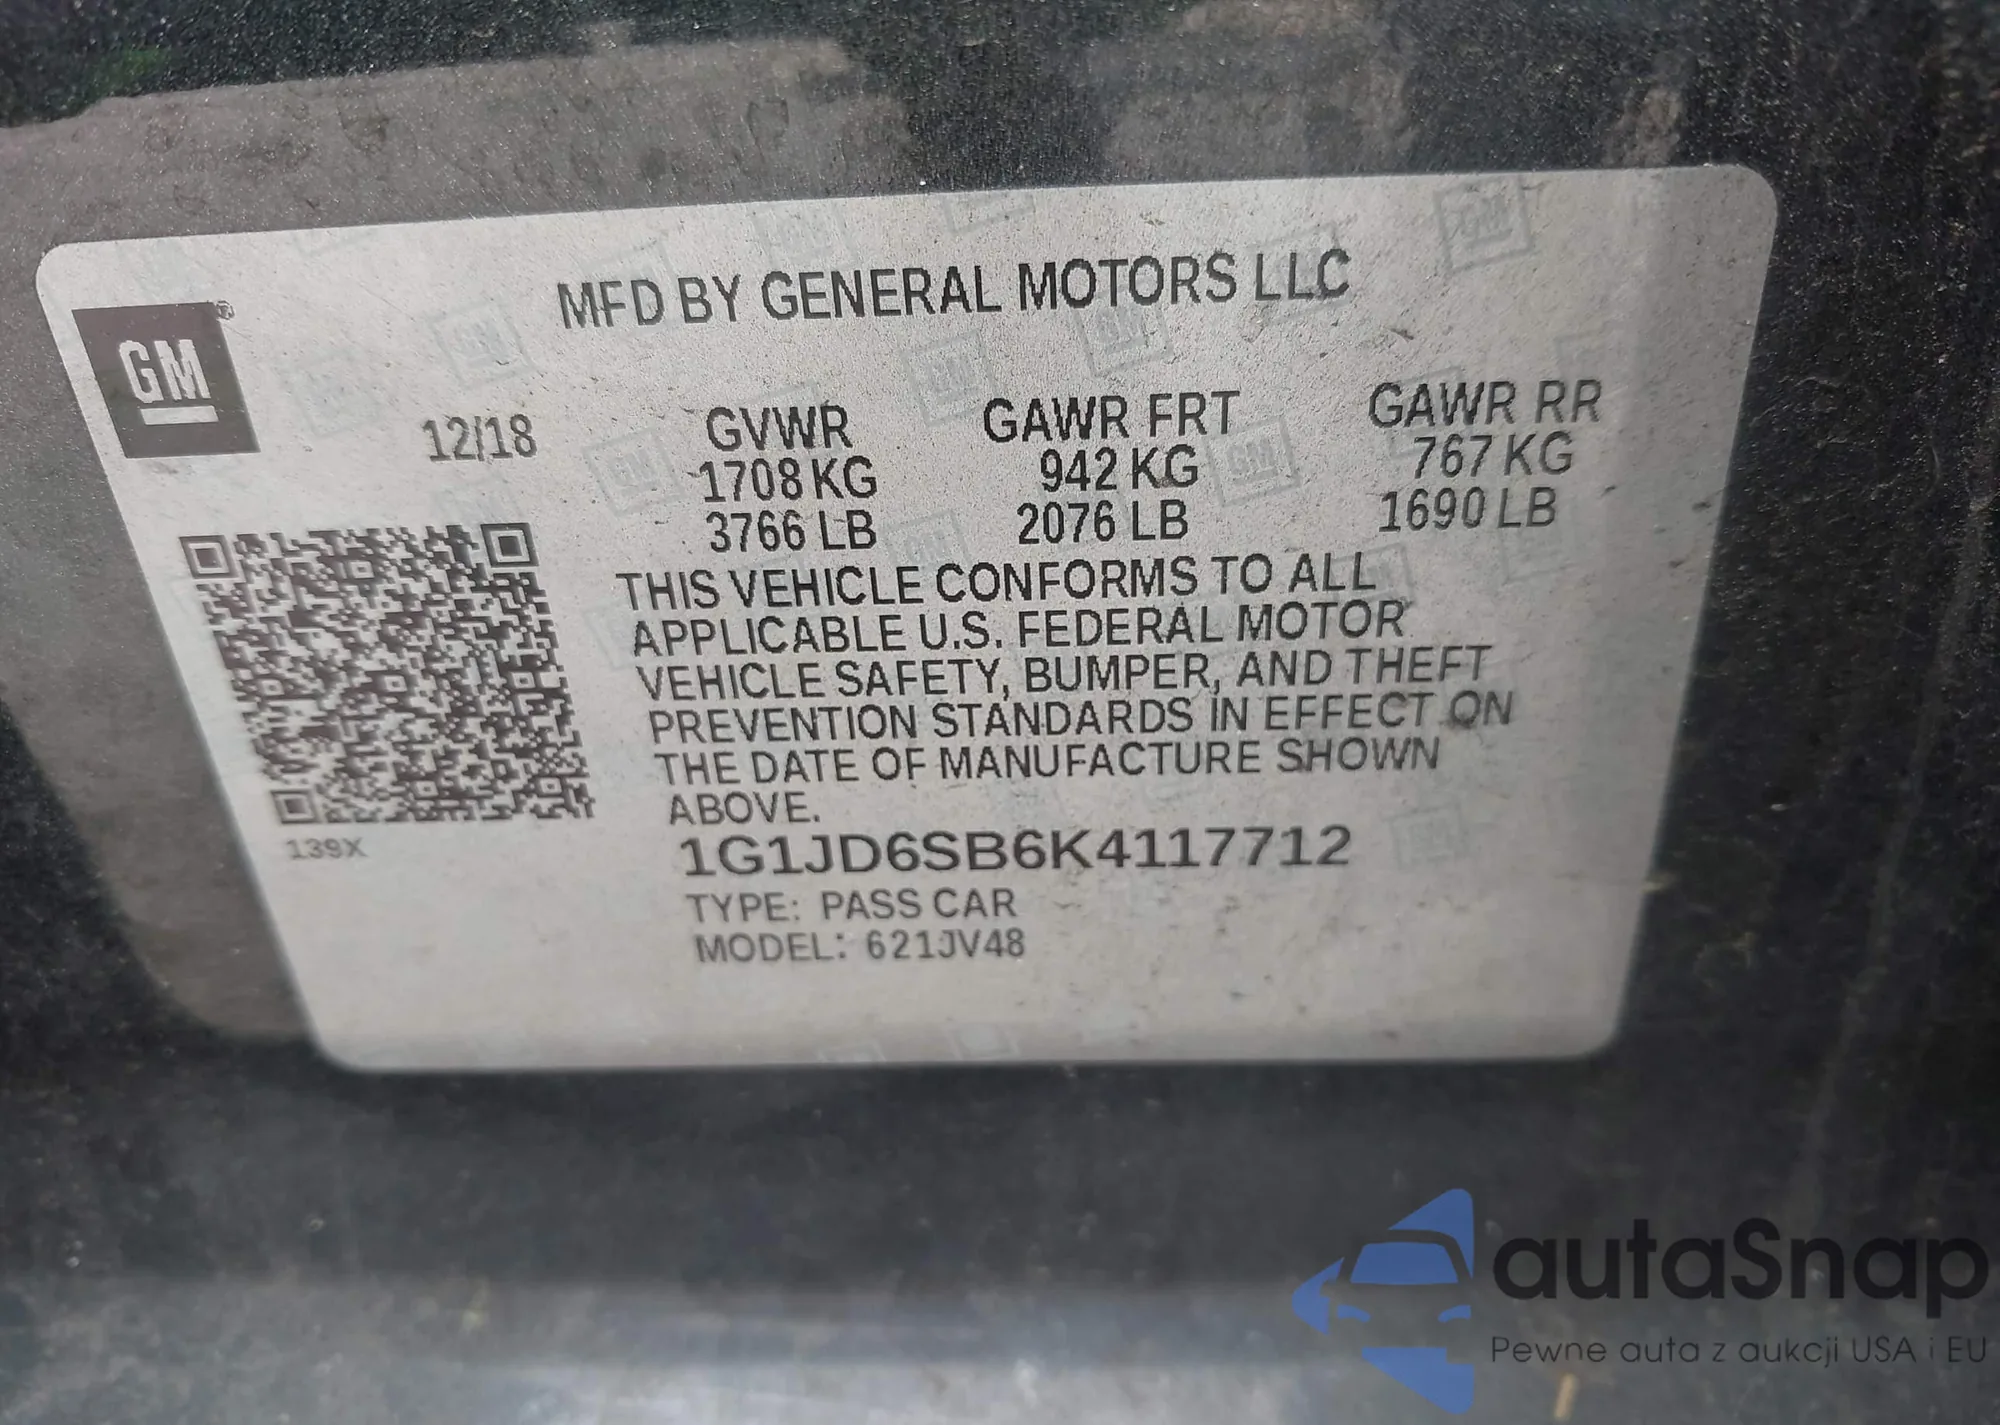 MFD BY GENERAL MOTORS LLC
GM
12/18
GVWR
1708 KG
3766 LB
GAWR FRT
942 KG
2076 LB
GAWR RR
767 KG
1690 LB
THIS VEHICLE CONFORMS TO ALL
APPLICABLE U.S. FEDERAL MOTOR
VEHICLE SAFETY, BUMPER, AND THEFT
PREVENTION STANDARDS IN EFFECT ON
THE DATE OF MANUFACTURE SHOWN
ABOVE.
139X
1G1JD6SB6K4117712
TYPE: PASS CAR
MODEL: 621JV48
autaSnap
Pewne auta z aukcji USA i EU